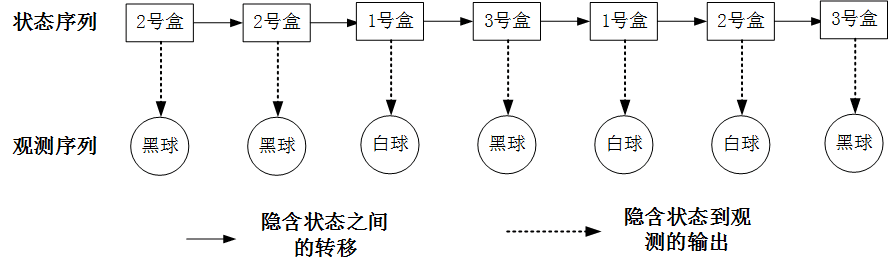 状态序列
2号盒
2号盒
1号盒
3号盒
1号盒
2号盒
3号盒
观测序列
黑球
黑球
白球
黑球
白球
白球
黑球
隐含状态之间
的转移
隐含状态到观
测的输出